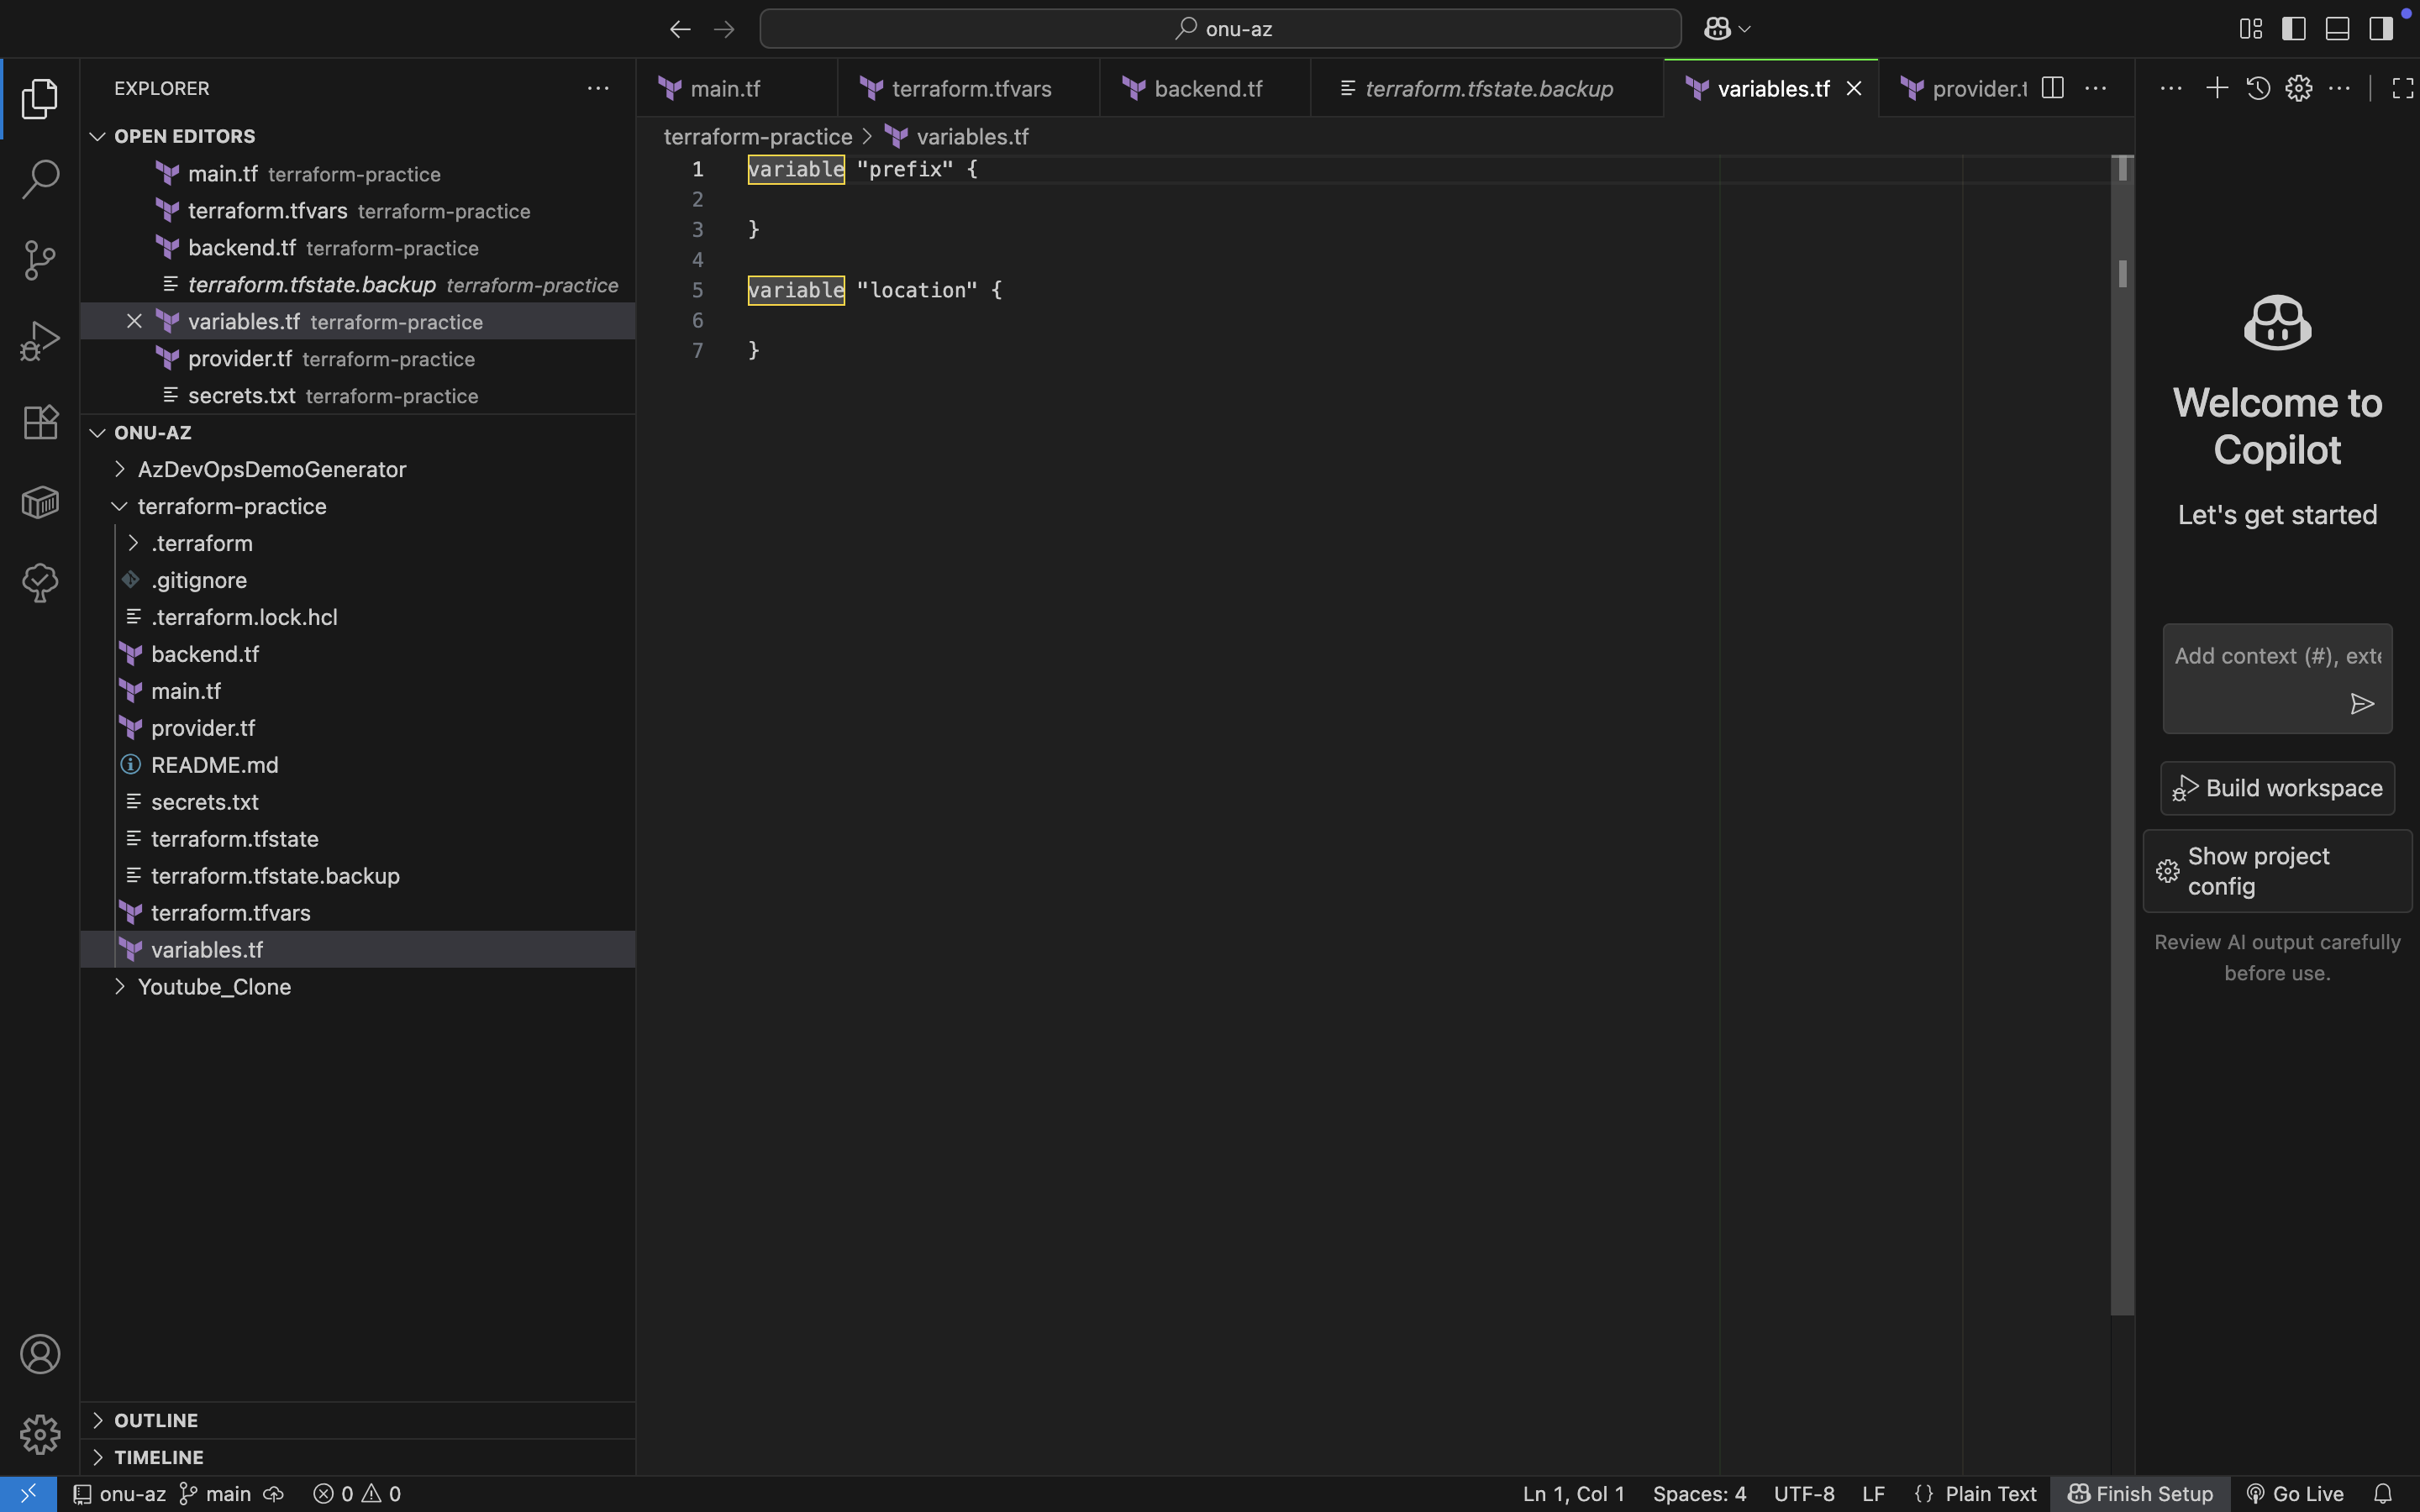 onu-az
EXPLORER
OPEN EDITORS
main.tf terraform-practice
terraform.tfvars terraform-practice
backend.tf terraform-practice
terraform.tfstate.backup terraform-practice
variables.tf terraform-practice
provider.tf terraform-practice
secrets.txt terraform-practice
ONU-AZ
AzDevOpsDemoGenerator
terraform-practice
.terraform
.gitignore
.terraform.lock.hcl
backend.tf
main.tf
provider.tf
README.md
secrets.txt
terraform.tfstate
terraform.tfstate.backup
terraform.tfvars
variables.tf
Youtube_Clone
OUTLINE
TIMELINE
main.tf
terraform.tfvars
backend.tf
terraform.tfstate.backup
variables.tf
provider.t
terraform-practice > variables.tf
1 variable "prefix" {
2
3 }
4
5 variable "location" {
6
7 }
Welcome to
Copilot
Let's get started
Add context (#), exte
Build workspace
Show project
config
Review AI output carefully
before use.
onu-az main 0 0
Ln 1, Col 1 Spaces: 4 UTF-8 LF {} Plain Text Finish Setup Go Live